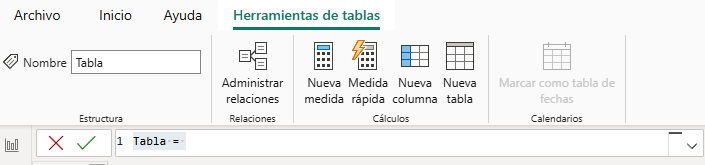 Archivo Inicio Ayuda Herramientas de tablas
Nombre Tabla
Administrar relaciones
Nueva medida
Medida rápida
Nueva columna
Nueva tabla
Marcar como tabla de fechas
Estructura Relaciones Cálculos Calendarios
1 Tabla =